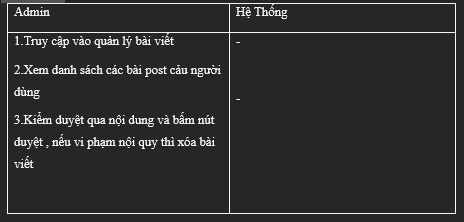 Admin
Hệ Thống
1.Truy cập vào quản lý bài viết
2.Xem danh sách các bài post cảu người
dùng
3.Kiểm duyệt qua nội dung và bấm nút
duyệt , nếu vi phạm nội quy thì xóa bài
viết
-
-